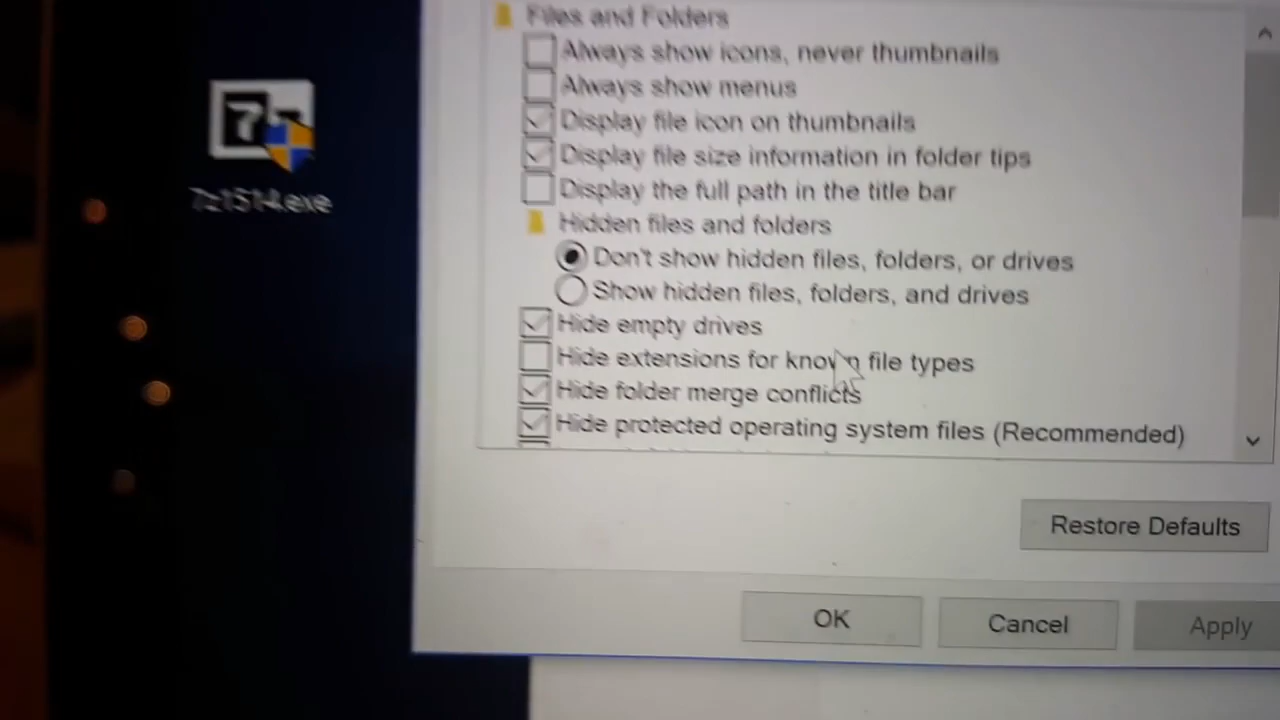 Files and Folders
Always show icons, never thumbnails
Always show menus
Display file icon on thumbnails
Display file size information in folder tips
Display the full path in the title bar
Hidden files and folders
Don't show hidden files, folders, or drives
Show hidden files, folders, and drives
Hide empty drives
Hide extensions for known file types
Hide folder merge conflicts
Hide protected operating system files (Recommended)
Restore Defaults
OK
Cancel
Apply
7z
7z1514.exe